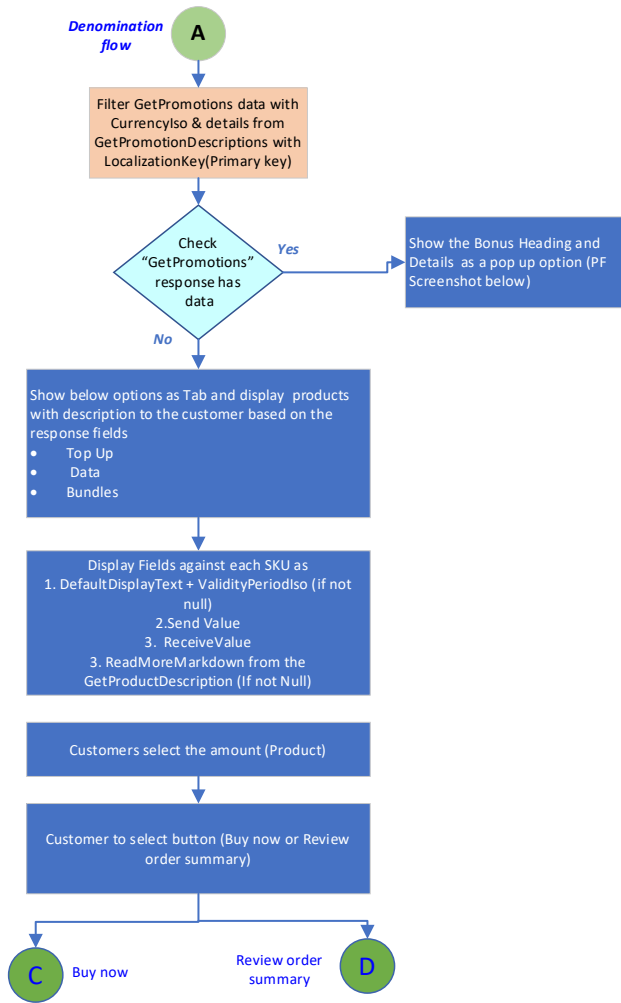 Denomination
flow
A
Filter GetPromotions data with
CurrencyIso & details from
GetPromotionDescriptions with
LocalizationKey(Primary key)
Check
“GetPromotions”
response has
data
Yes
Show the Bonus Heading and
Details as a pop up option (PF
Screenshot below)
No
Show below options as Tab and display products
with description to the customer based on the
response fields
• Top Up
• Data
• Bundles
Display Fields against each SKU as
1. DefaultDisplayText + ValidityPeriodIso (if not
null)
2.Send Value
3. ReceiveValue
3. ReadMoreMarkdown from the
GetProductDescription (If not Null)
Customers select the amount (Product)
Customer to select button (Buy now or Review
order summary)
C
Buy now
Review order
summary
D